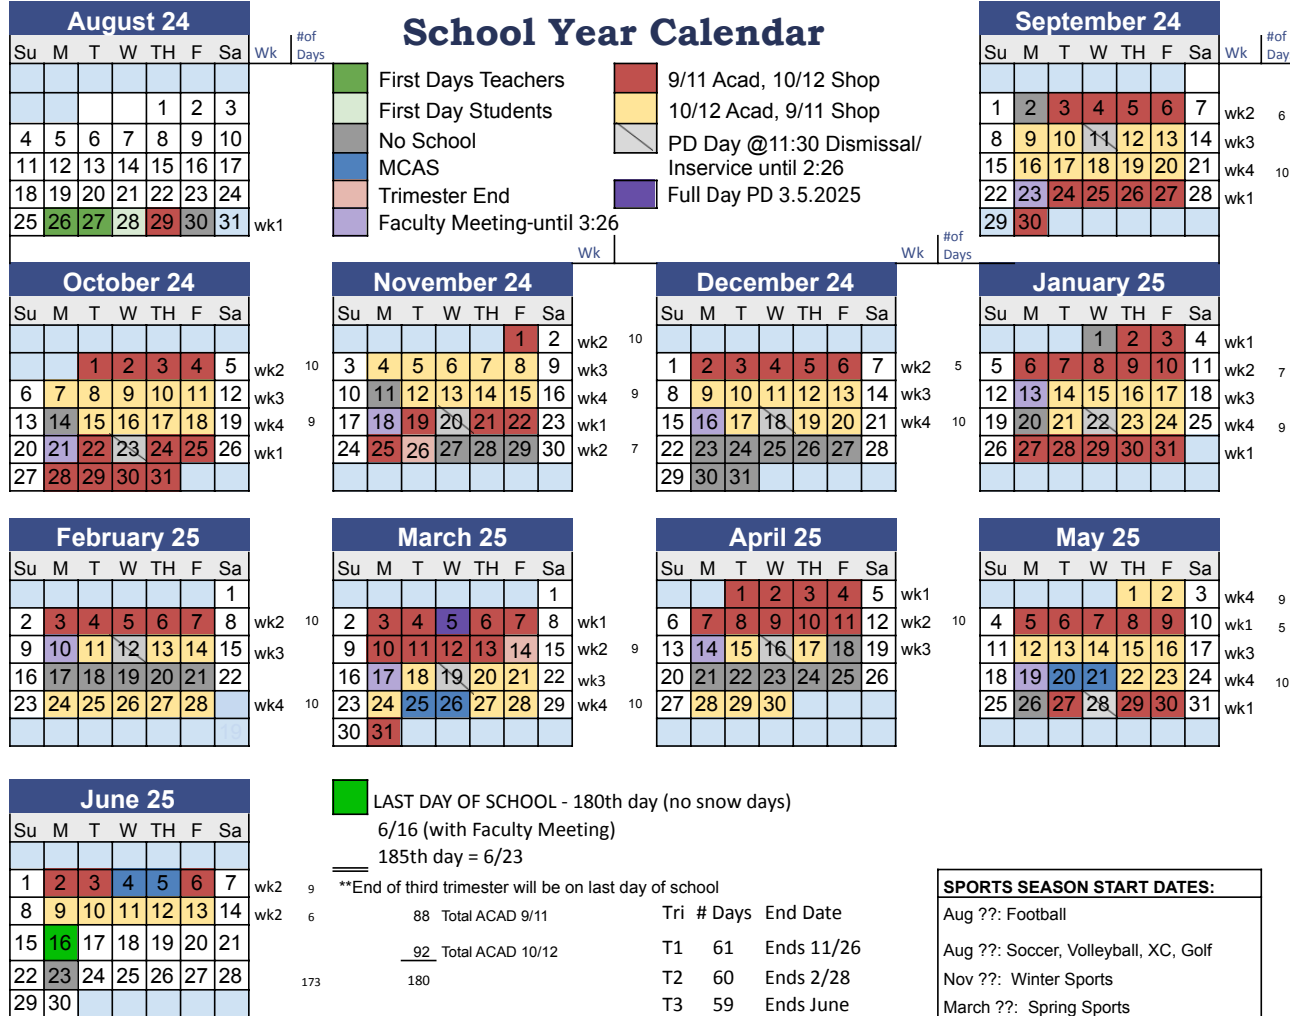 School Year Calendar
First Days Teachers
First Day Students
No School
MCAS
Trimester End
Faculty Meeting-until 3:26
9/11 Acad, 10/12 Shop
10/12 Acad, 9/11 Shop
PD Day @11:30 Dismissal/
Inservice until 2:26
Full Day PD 3.5.2025
August 24
Su M T W TH F Sa Wk #of Days
1 2 3
4 5 6 7 8 9 10
11 12 13 14 15 16 17
18 19 20 21 22 23 24
25 26 27 28 29 30 31 wk1
September 24
Su M T W TH F Sa Wk #of Day
1 2 3 4 5 6 7 wk2 6
8 9 10 11 12 13 14 wk3
15 16 17 18 19 20 21 wk4 10
22 23 24 25 26 27 28 wk1
29 30
October 24
Su M T W TH F Sa
1 2 3 4 5 wk2 10
6 7 8 9 10 11 12 wk3
13 14 15 16 17 18 19 wk4 9
20 21 22 23 24 25 26 wk1
27 28 29 30 31
Wk
November 24
Su M T W TH F Sa
1 2 wk2 10
3 4 5 6 7 8 9 wk3
10 11 12 13 14 15 16 wk4 9
17 18 19 20 21 22 23 wk1
24 25 26 27 28 29 30 wk2 7
Wk #of Days
December 24
Su M T W TH F Sa
1 2 3 4 5 6 7 wk2 5
8 9 10 11 12 13 14 wk3
15 16 17 18 19 20 21 wk4 10
22 23 24 25 26 27 28
29 30 31
January 25
Su M T W TH F Sa
1 2 3 4 wk1
5 6 7 8 9 10 11 wk2 7
12 13 14 15 16 17 18 wk3
19 20 21 22 23 24 25 wk4 9
26 27 28 29 30 31 wk1
February 25
Su M T W TH F Sa
1
2 3 4 5 6 7 8 wk2 10
9 10 11 12 13 14 15 wk3
16 17 18 19 20 21 22
23 24 25 26 27 28 wk4 10
19
March 25
Su M T W TH F Sa
1
2 3 4 5 6 7 8 wk1
9 10 11 12 13 14 15 wk2 9
16 17 18 19 20 21 22 wk3
23 24 25 26 27 28 29 wk4 10
30 31
April 25
Su M T W TH F Sa
1 2 3 4 5 wk1
6 7 8 9 10 11 12 wk2 10
13 14 15 16 17 18 19 wk3
20 21 22 23 24 25 26
27 28 29 30
May 25
Su M T W TH F Sa
1 2 3 wk4 9
4 5 6 7 8 9 10 wk1 5
11 12 13 14 15 16 17 wk3
18 19 20 21 22 23 24 wk4 10
25 26 27 28 29 30 31 wk1
June 25
Su M T W TH F Sa
1 2 3 4 5 6 7 wk2 9
8 9 10 11 12 13 14 wk2 6
15 16 17 18 19 20 21
22 23 24 25 26 27 28 173
29 30
LAST DAY OF SCHOOL - 180th day (no snow days)
6/16 (with Faculty Meeting)
185th day = 6/23
**End of third trimester will be on last day of school
88 Total ACAD 9/11
92 Total ACAD 10/12
180
Tri # Days End Date
T1 61 Ends 11/26
T2 60 Ends 2/28
T3 59 Ends June
SPORTS SEASON START DATES:
Aug ??: Football
Aug ??: Soccer, Volleyball, XC, Golf
Nov ??: Winter Sports
March ??: Spring Sports